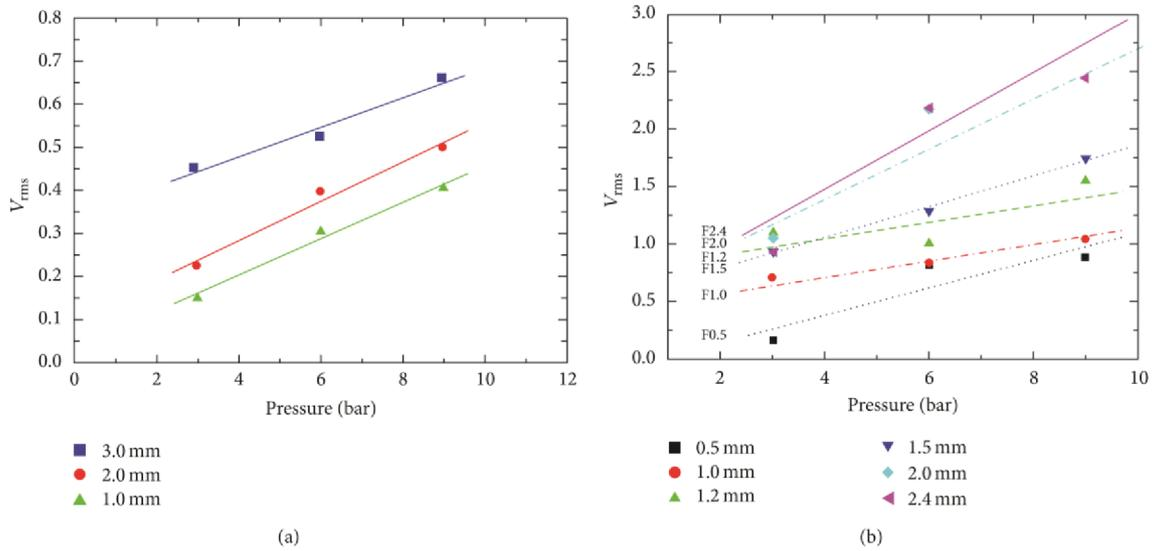 0.8
0.7
0.6
0.5
0.4
0.3
0.2
0.1
0.0
Vrms
0 2 4 6 8 10 12
Pressure (bar)
3.0 mm
2.0 mm
1.0 mm
(a)
3.0
2.5
2.0
1.5
1.0
0.5
0.0
Vrms
F2.4
F2.0
F1.2
F1.5
F1.0
F0.5
2 4 6 8 10
Pressure (bar)
0.5 mm
1.0 mm
1.2 mm
1.5 mm
2.0 mm
2.4 mm
(b)